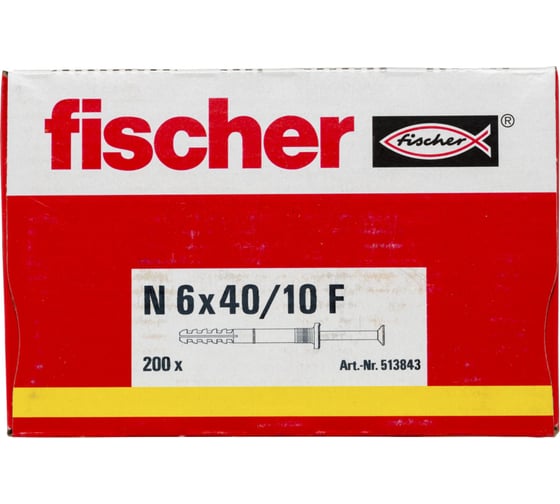 fischer
fischer ®
N 6x40/10 F
200 x
Art.-Nr. 513843